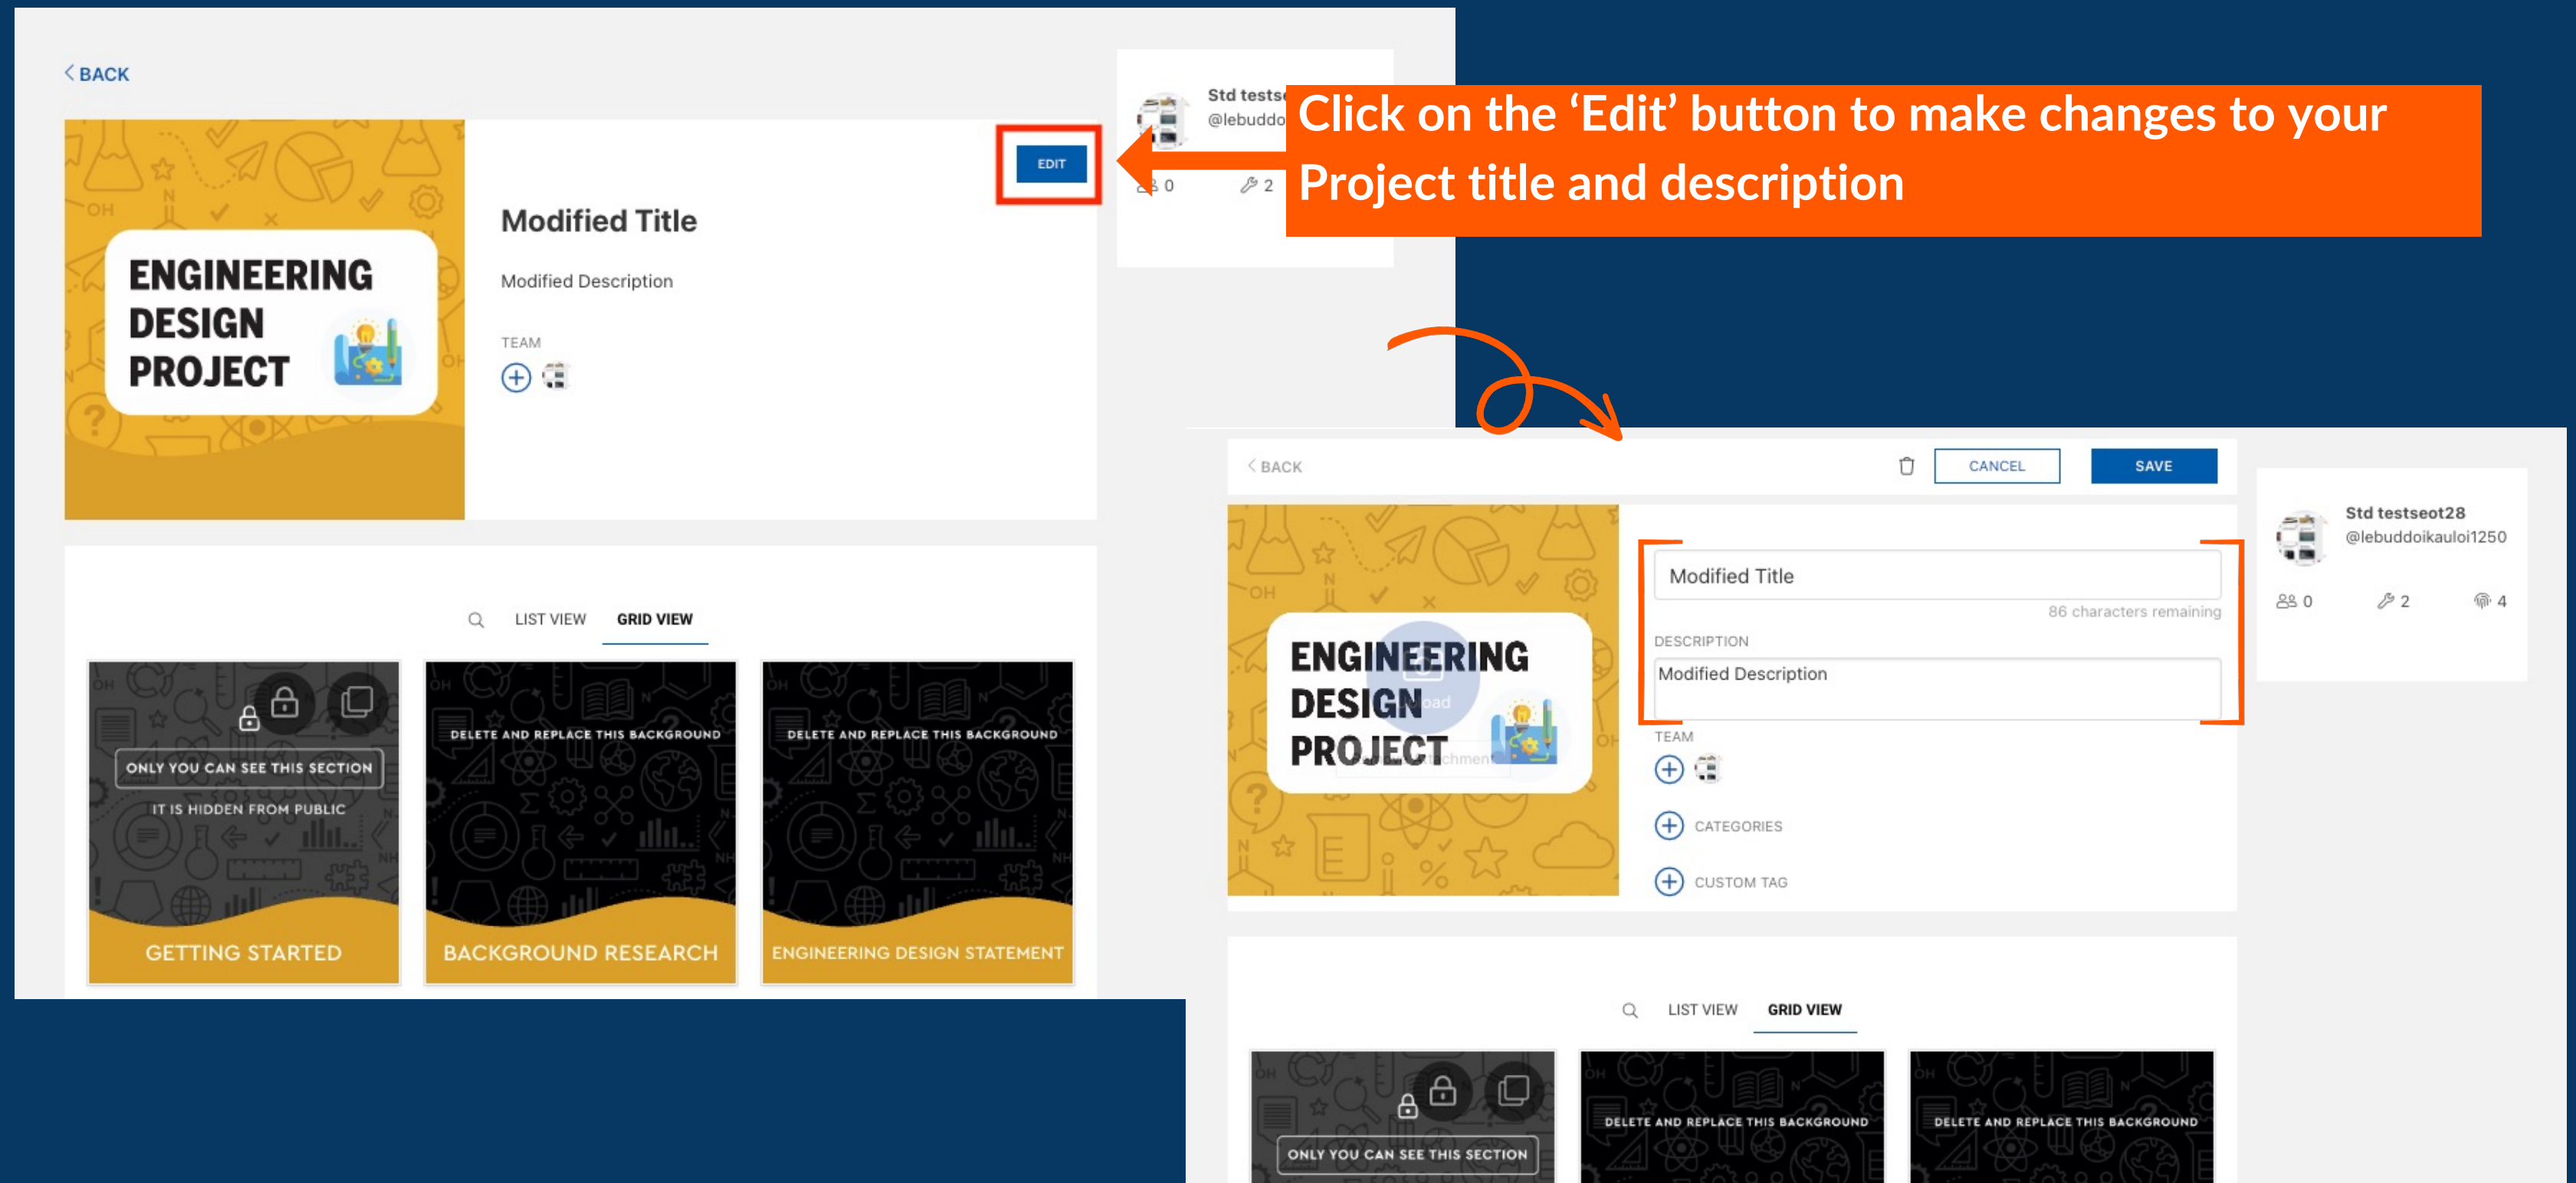 BACK
Std tests
@lebuddo
Click on the ‘Edit’ button to make changes to your
Project title and description
EDIT
0
2
Modified Title
Modified Description
TEAM
ENGINEERING
DESIGN
PROJECT
LIST VIEW GRID VIEW
ONLY YOU CAN SEE THIS SECTION
IT IS HIDDEN FROM PUBLIC
GETTING STARTED
DELETE AND REPLACE THIS BACKGROUND
BACKGROUND RESEARCH
DELETE AND REPLACE THIS BACKGROUND
ENGINEERING DESIGN STATEMENT
BACK
CANCEL
SAVE
ENGINEERING
DESIGN
PROJECT
Modified Title
86 characters remaining
DESCRIPTION
Modified Description
TEAM
CATEGORIES
CUSTOM TAG
Std testseot28
@lebuddoikauloi1250
0 2 4
LIST VIEW GRID VIEW
ONLY YOU CAN SEE THIS SECTION
DELETE AND REPLACE THIS BACKGROUND
DELETE AND REPLACE THIS BACKGROUND